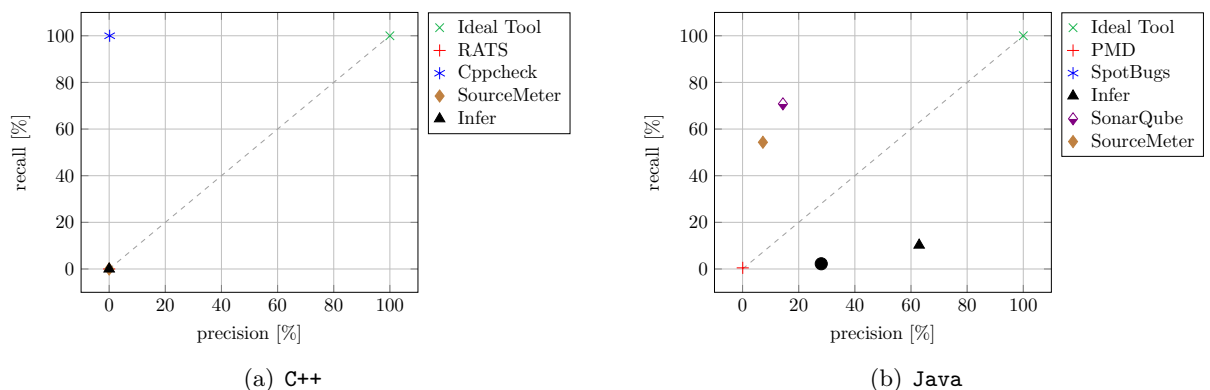 100
80
60
40
20
0
recall [%]
0 20 40 60 80 100
precision [%]
Ideal Tool
RATS
Cppcheck
SourceMeter
Infer
(a) C++
100
80
60
40
20
0
recall [%]
0 20 40 60 80 100
precision [%]
Ideal Tool
PMD
SpotBugs
Infer
SonarQube
SourceMeter
(b) Java